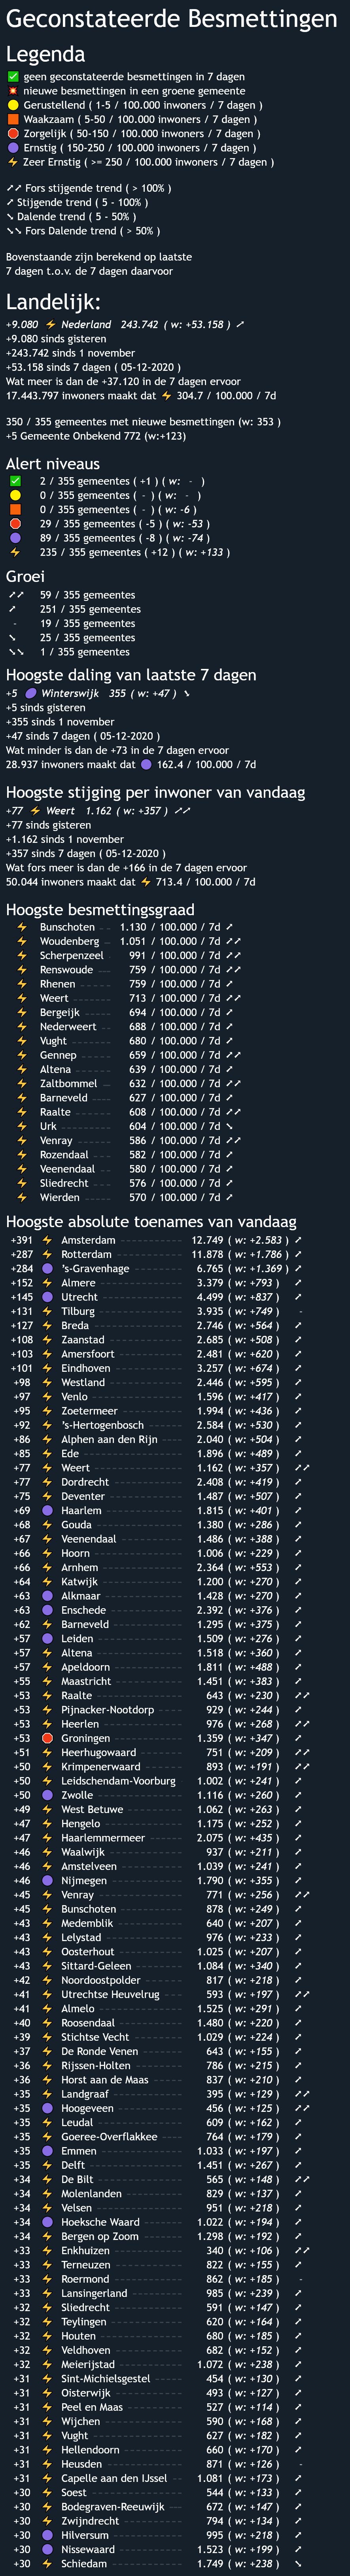 Geconstateerde Besmettingen
Legenda
geen geconstateerde besmettingen in 7 dagen
nieuwe besmettingen in een groene gemeente
Gerustellend ( 1-5 / 100.000 inwoners / 7 dagen )
Waakzaam ( 5-50 / 100.000 inwoners / 7 dagen )
Zorgelijk ( 50-150 / 100.000 inwoners / 7 dagen )
Ernstig ( 150-250 / 100.000 inwoners / 7 dagen )
Zeer Ernstig ( >= 250 / 100.000 inwoners / 7 dagen )
Fors stijgende trend ( > 100% )
Stijgende trend ( 5 - 100% )
Dalende trend ( 5 - 50% )
Fors Dalende trend ( > 50% )
Bovenstaande zijn berekend op laatste
7 dagen t.o.v. de 7 dagen daarvoor
Landelijk:
+9.080 Nederland 243.742 ( w: +53.158 )
+9.080 sinds gisteren
+243.742 sinds 1 november
+53.158 sinds 7 dagen ( 05-12-2020 )
Wat meer is dan de +37.120 in de 7 dagen ervoor
17.443.797 inwoners maakt dat 304.7 / 100.000 / 7d
350 / 355 gemeentes met nieuwe besmettingen (w: 353 )
+5 Gemeente Onbekend 772 (w:+123)
Alert niveaus
2 / 355 gemeentes ( +1 ) ( w: - )
0 / 355 gemeentes ( - ) ( w: - )
0 / 355 gemeentes ( - ) ( w: -6 )
29 / 355 gemeentes ( -5 ) ( w: -53 )
89 / 355 gemeentes ( -8 ) ( w: -74 )
235 / 355 gemeentes ( +12 ) ( w: +133 )
Groei
59 / 355 gemeentes
251 / 355 gemeentes
- 19 / 355 gemeentes
25 / 355 gemeentes
1 / 355 gemeentes
Hoogste daling van laatste 7 dagen
+5 Winterswijk 355 ( w: +47 )
+5 sinds gisteren
+355 sinds 1 november
+47 sinds 7 dagen ( 05-12-2020 )
Wat minder is dan de +73 in de 7 dagen ervoor
28.937 inwoners maakt dat 162.4 / 100.000 / 7d
Hoogste stijging per inwoner van vandaag
+77 Weert 1.162 ( w: +357 )
+77 sinds gisteren
+1.162 sinds 1 november
+357 sinds 7 dagen ( 05-12-2020 )
Wat fors meer is dan de +166 in de 7 dagen ervoor
50.044 inwoners maakt dat 713.4 / 100.000 / 7d
Hoogste besmettingsgraad
Bunschoten 1.130 / 100.000 / 7d
Woudenberg 1.051 / 100.000 / 7d
Scherpenzeel 991 / 100.000 / 7d
Renswoude 759 / 100.000 / 7d
Rhenen 759 / 100.000 / 7d
Weert 713 / 100.000 / 7d
Bergeijk 694 / 100.000 / 7d
Nederweert 688 / 100.000 / 7d
Vught 680 / 100.000 / 7d
Gennep 659 / 100.000 / 7d
Altena 639 / 100.000 / 7d
Zaltbommel 632 / 100.000 / 7d
Barneveld 627 / 100.000 / 7d
Raalte 608 / 100.000 / 7d
Urk 604 / 100.000 / 7d
Venray 586 / 100.000 / 7d
Rozendaal 582 / 100.000 / 7d
Veenendaal 580 / 100.000 / 7d
Sliedrecht 576 / 100.000 / 7d
Wierden 570 / 100.000 / 7d
Hoogste absolute toenames van vandaag
+391 Amsterdam 12.749 ( w: +2.583 )
+287 Rotterdam 11.878 ( w: +1.786 )
+284 's-Gravenhage 6.765 ( w: +1.369 )
+152 Almere 3.379 ( w: +793 )
+145 Utrecht 4.499 ( w: +837 )
+131 Tilburg 3.935 ( w: +749 ) -
+127 Breda 2.746 ( w: +564 )
+108 Zaanstad 2.685 ( w: +508 )
+103 Amersfoort 2.481 ( w: +620 )
+101 Eindhoven 3.257 ( w: +674 )
+98 Westland 2.446 ( w: +595 )
+97 Venlo 1.596 ( w: +417 )
+95 Zoetermeer 1.994 ( w: +436 )
+92 's-Hertogenbosch 2.584 ( w: +530 )
+86 Alphen aan den Rijn 2.040 ( w: +504 )
+85 Ede 1.896 ( w: +489 )
+77 Weert 1.162 ( w: +357 )
+77 Dordrecht 2.408 ( w: +419 )
+75 Deventer 1.487 ( w: +507 )
+69 Haarlem 1.815 ( w: +401 )
+68 Gouda 1.380 ( w: +286 )
+67 Veenendaal 1.486 ( w: +388 )
+66 Hoorn 1.006 ( w: +229 )
+66 Arnhem 2.364 ( w: +553 )
+64 Katwijk 1.200 ( w: +270 )
+63 Alkmaar 1.428 ( w: +270 )
+63 Enschede 2.392 ( w: +376 )
+62 Barneveld 1.295 ( w: +375 )
+57 Leiden 1.509 ( w: +276 )
+57 Altena 1.518 ( w: +360 )
+57 Apeldoorn 1.811 ( w: +488 )
+55 Maastricht 1.451 ( w: +383 )
+53 Raalte 643 ( w: +230 )
+53 Pijnacker-Nootdorp 929 ( w: +244 )
+53 Heerlen 976 ( w: +268 )
+53 Groningen 1.359 ( w: +347 )
+51 Heerhugowaard 751 ( w: +209 )
+50 Krimpenerwaard 893 ( w: +191 )
+50 Leidschendam-Voorburg 1.002 ( w: +241 )
+50 Zwolle 1.116 ( w: +260 )
+49 West Betuwe 1.062 ( w: +263 )
+47 Hengelo 1.175 ( w: +252 )
+47 Haarlemmermeer 2.075 ( w: +435 )
+46 Waalwijk 937 ( w: +211 )
+46 Amstelveen 1.039 ( w: +241 )
+46 Nijmegen 1.790 ( w: +355 )
+45 Venray 771 ( w: +256 )
+45 Bunschoten 878 ( w: +249 )
+43 Medemblik 640 ( w: +207 )
+43 Lelystad 976 ( w: +233 )
+43 Oosterhout 1.025 ( w: +207 )
+43 Sittard-Geleen 1.084 ( w: +340 )
+42 Noordoostpolder 817 ( w: +218 )
+41 Utrechtse Heuvelrug 593 ( w: +197 )
+41 Almelo 1.525 ( w: +291 )
+40 Roosendaal 1.480 ( w: +220 )
+39 Stichtse Vecht 1.029 ( w: +224 )
+37 De Ronde Venen 643 ( w: +155 )
+36 Rijssen-Holten 786 ( w: +215 )
+36 Horst aan de Maas 837 ( w: +210 )
+35 Landgraaf 395 ( w: +129 )
+35 Hoogeveen 456 ( w: +125 )
+35 Leudal 609 ( w: +162 )
+35 Goeree-Overflakkee 764 ( w: +179 )
+35 Emmen 1.033 ( w: +197 )
+35 Delft 1.451 ( w: +267 )
+34 De Bilt 565 ( w: +148 )
+34 Molenlanden 829 ( w: +137 )
+34 Velsen 951 ( w: +218 )
+34 Hoeksche Waard 1.022 ( w: +194 )
+34 Bergen op Zoom 1.298 ( w: +192 )
+33 Enkhuizen 340 ( w: +106 )
+33 Terneuzen 822 ( w: +155 )
+33 Roermond 862 ( w: +185 ) -
+33 Lansingerland 985 ( w: +239 )
+32 Sliedrecht 591 ( w: +147 )
+32 Teylingen 620 ( w: +164 )
+32 Houten 680 ( w: +185 )
+32 Veldhoven 682 ( w: +152 )
+32 Meierijstad 1.072 ( w: +238 )
+31 Sint-Michielsgestel 454 ( w: +130 )
+31 Oisterwijk 493 ( w: +127 )
+31 Peel en Maas 527 ( w: +114 )
+31 Wijchen 590 ( w: +168 )
+31 Vught 627 ( w: +182 )
+31 Hellendoorn 660 ( w: +170 )
+31 Heusden 871 ( w: +126 ) -
+31 Capelle aan den IJssel 1.081 ( w: +173 )
+30 Soest 544 ( w: +133 )
+30 Bodegraven-Reeuwijk 672 ( w: +147 )
+30 Zwijndrecht 794 ( w: +134 )
+30 Hilversum 995 ( w: +218 )
+30 Nissewaard 1.523 ( w: +199 )
+30 Schiedam 1.749 ( w: +238 )